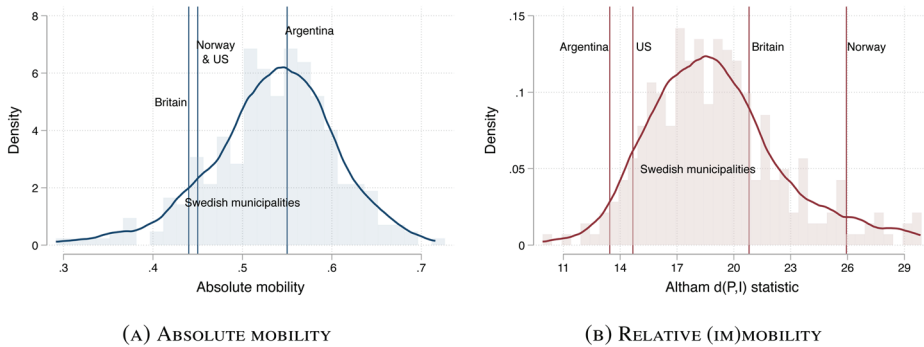 8
6
4
2
0
Density
Norway
& US
Argentina
Britain
Swedish municipalities
.3
.4
.5
.6
.7
Absolute mobility
(A) ABSOLUTE MOBILITY
.15
.1
.05
0
Density
Argentina
US
Britain
Norway
Swedish municipalities
11
14
17
20
23
26
29
Altham d(P,I) statistic
(B) RELATIVE (IM)MOBILITY